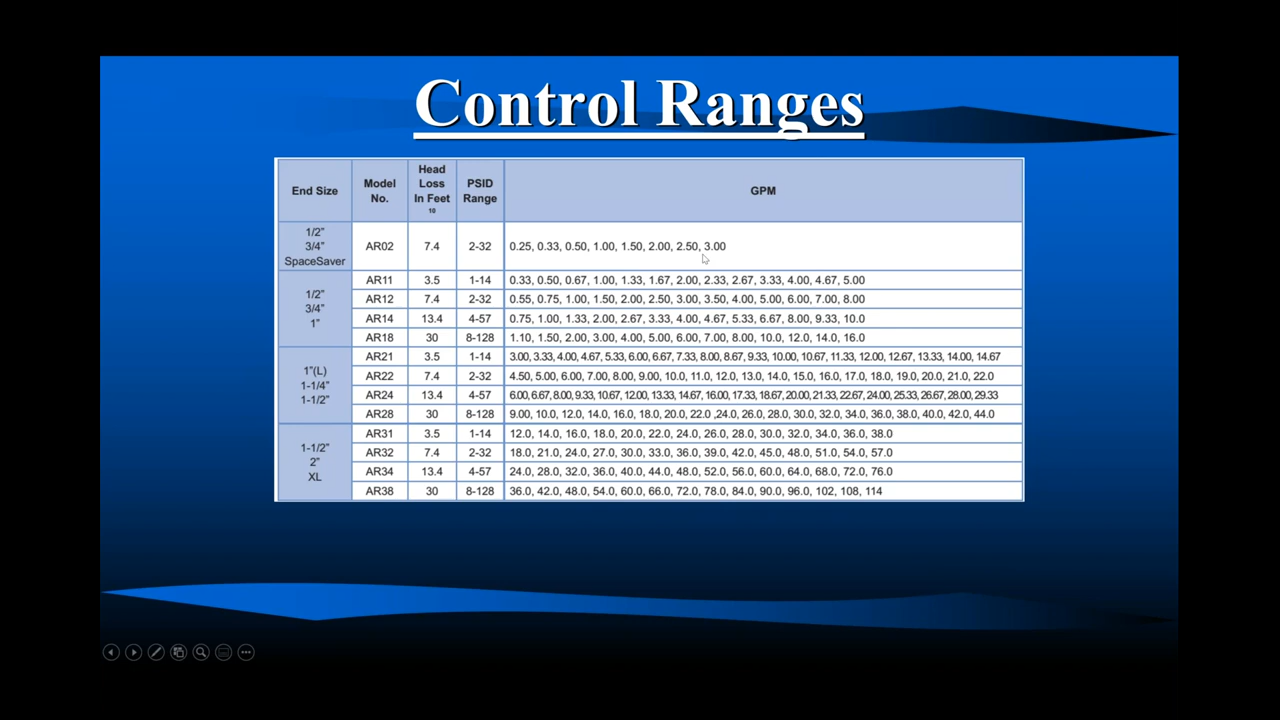 Control Ranges
End Size Model No. Head Loss In Feet 10 PSID Range GPM
1/2” 3/4” SpaceSaver AR02 7.4 2-32 0.25, 0.33, 0.50, 1.00, 1.50, 2.00, 2.50, 3.00
1/2” 3/4” 1” AR11 3.5 1-14 0.33, 0.50, 0.67, 1.00, 1.33, 1.67, 2.00, 2.33, 2.67, 3.33, 4.00, 4.67, 5.00
AR12 7.4 2-32 0.55, 0.75, 1.00, 1.50, 2.00, 2.50, 3.00, 3.50, 4.00, 5.00, 6.00, 7.00, 8.00
AR14 13.4 4-57 0.75, 1.00, 1.33, 2.00, 2.67, 3.33, 4.00, 4.67, 5.33, 6.67, 8.00, 9.33, 10.0
AR18 30 8-128 1.10, 1.50, 2.00, 3.00, 4.00, 5.00, 6.00, 7.00, 8.00, 10.0, 12.0, 14.0, 16.0
1”(L) 1-1/4” 1-1/2” AR21 3.5 1-14 3.00, 3.33, 4.00, 4.67, 5.33, 6.00, 6.67, 7.33, 8.00, 8.67, 9.33, 10.00, 10.67, 11.33, 12.00, 12.67, 13.33, 14.00, 14.67
AR22 7.4 2-32 4.50, 5.00, 6.00, 7.00, 8.00, 9.00, 10.0, 11.0, 12.0, 13.0, 14.0, 15.0, 16.0, 17.0, 18.0, 19.0, 20.0, 21.0, 22.0
AR24 13.4 4-57 6.00, 6.67, 8.00, 9.33, 10.67, 12.00, 13.33, 14.67, 16.00, 17.33, 18.67, 20.00, 21.33, 22.67, 24.00, 25.33, 26.67, 28.00, 29.33
AR28 30 8-128 9.00, 10.0, 12.0, 14.0, 16.0, 18.0, 20.0, 22.0 ,24.0, 26.0, 28.0, 30.0, 32.0, 34.0, 36.0, 38.0, 40.0, 42.0, 44.0
1-1/2” 2” XL AR31 3.5 1-14 12.0, 14.0, 16.0, 18.0, 20.0, 22.0, 24.0, 26.0, 28.0, 30.0, 32.0, 34.0, 36.0, 38.0
AR32 7.4 2-32 18.0, 21.0, 24.0, 27.0, 30.0, 33.0, 36.0, 39.0, 42.0, 45.0, 48.0, 51.0, 54.0, 57.0
AR34 13.4 4-57 24.0, 28.0, 32.0, 36.0, 40.0, 44.0, 48.0, 52.0, 56.0, 60.0, 64.0, 68.0, 72.0, 76.0
AR38 30 8-128 36.0, 42.0, 48.0, 54.0, 60.0, 66.0, 72.0, 78.0, 84.0, 90.0, 96.0, 102, 108, 114